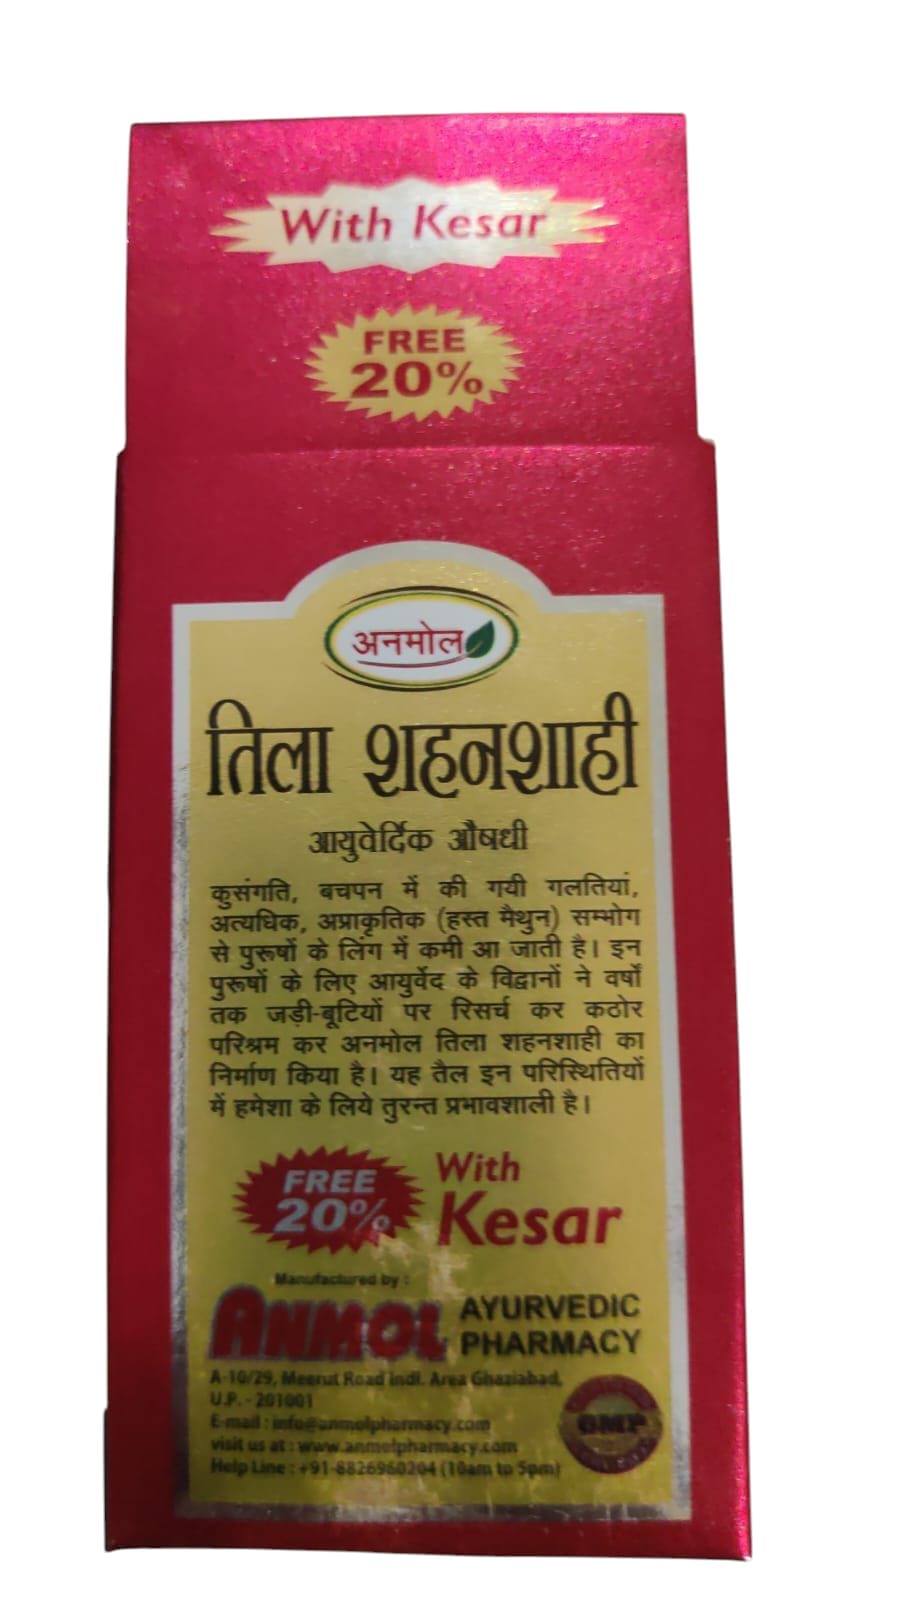 With Kesar
FREE
20%
अनमोल
तिला शहनशाही
आयुवेर्दिक औषधी
कुसंगति, बचपन में की गयी गलतियां,
अत्यधिक, अप्राकृतिक (हस्त मैथुन) सम्भोग
से पुरूषों के लिंग में कमी आ जाती है। इन
पुरूषों के लिए आयुर्वेद के विद्वानों ने वर्षों
तक जड़ी-बूटियों पर रिसर्च कर कठोर
परिश्रम कर अनमोल तिला शहनशाही का
निर्माण किया है। यह तैल इन परिस्थितियों
में हमेशा के लिये तुरन्त प्रभावशाली है।
FREE
20%
With
Kesar
Manufactured by :
ANMOL AYURVEDIC
PHARMACY
A-10/29, Meerut Road Indl. Area Ghaziabad,
U.P. - 201001
E-mail : info@anmolpharmacy.com
visit us at : www.anmolpharmacy.com
Help Line : +91-8826960204 (10am to 5pm)
GMP